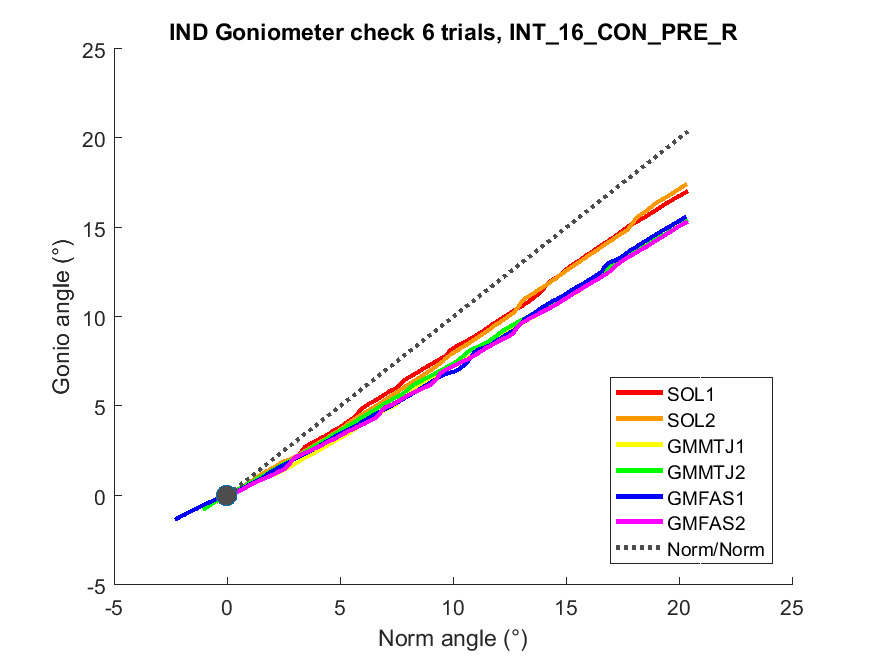 IND Goniometer check 6 trials, INT_16_CON_PRE_R
25
20
15
10
5
0
-5
Gonio angle (°)
-5
0
5
10
15
20
25
Norm angle (°)
SOL1
SOL2
GMMTJ1
GMMTJ2
GMFAS1
GMFAS2
Norm/Norm